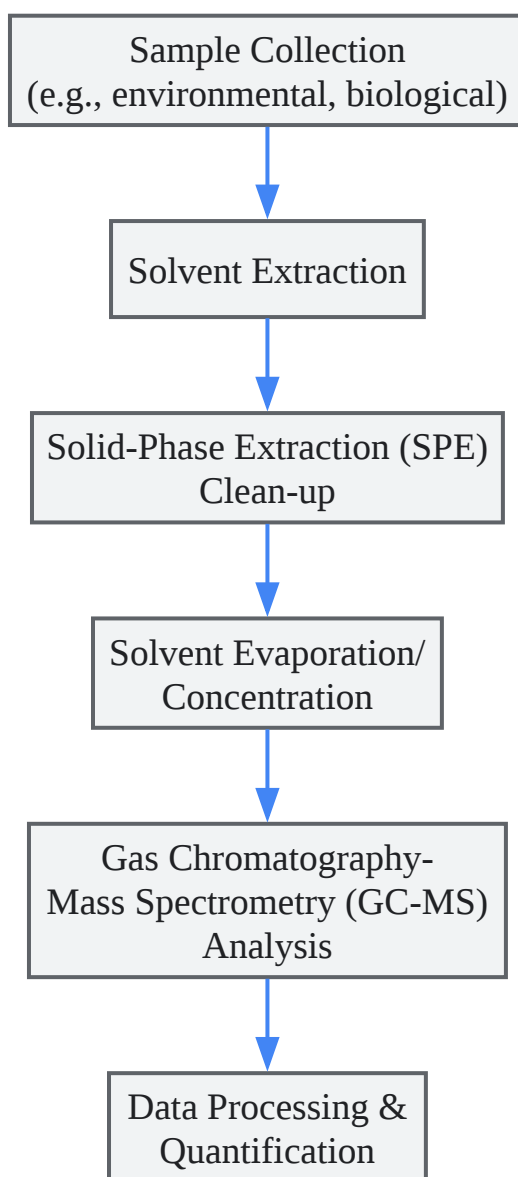 Sample Collection
(e.g., environmental, biological)
Solvent Extraction
Solid-Phase Extraction (SPE)
Clean-up
Solvent Evaporation/
Concentration
Gas Chromatography-
Mass Spectrometry (GC-MS)
Analysis
Data Processing &
Quantification